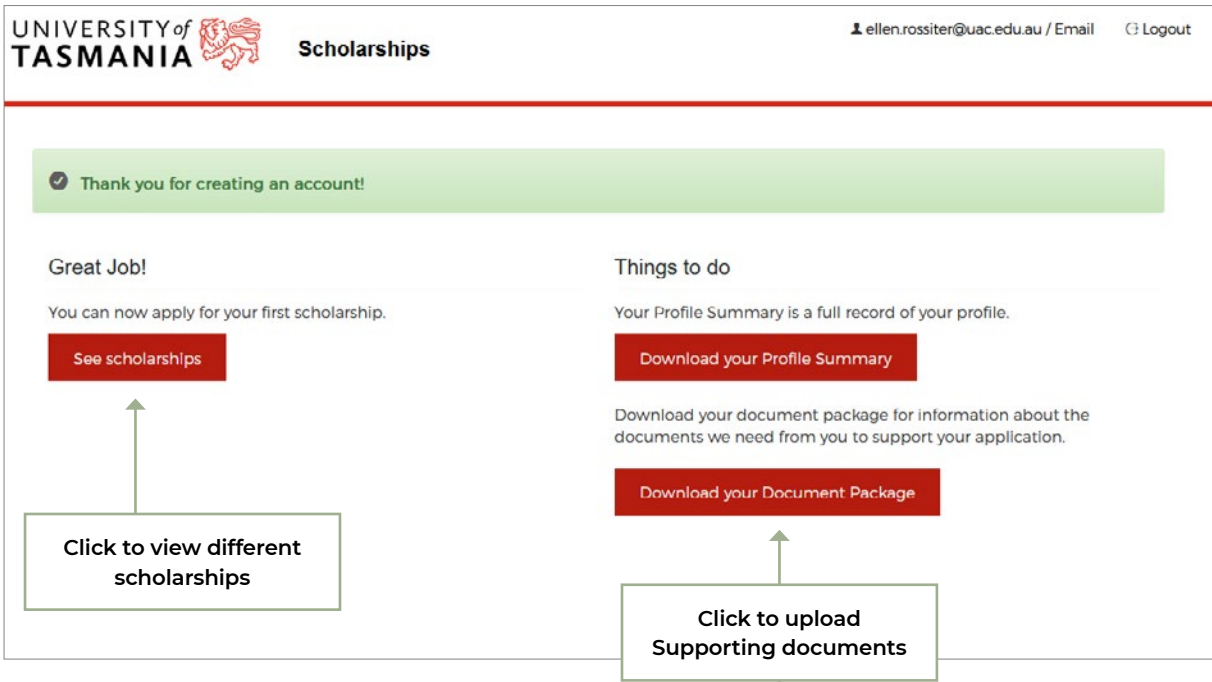 UNIVERSITY of
TASMANIA
Scholarships
ellen.rossiter@uac.edu.au / Email
Logout
Thank you for creating an account!
Great Job!
You can now apply for your first scholarship.
See scholarships
Click to view different
scholarships
Things to do
Your Profile Summary is a full record of your profile.
Download your Profile Summary
Download your document package for information about the
documents we need from you to support your application.
Download your Document Package
Click to upload
Supporting documents